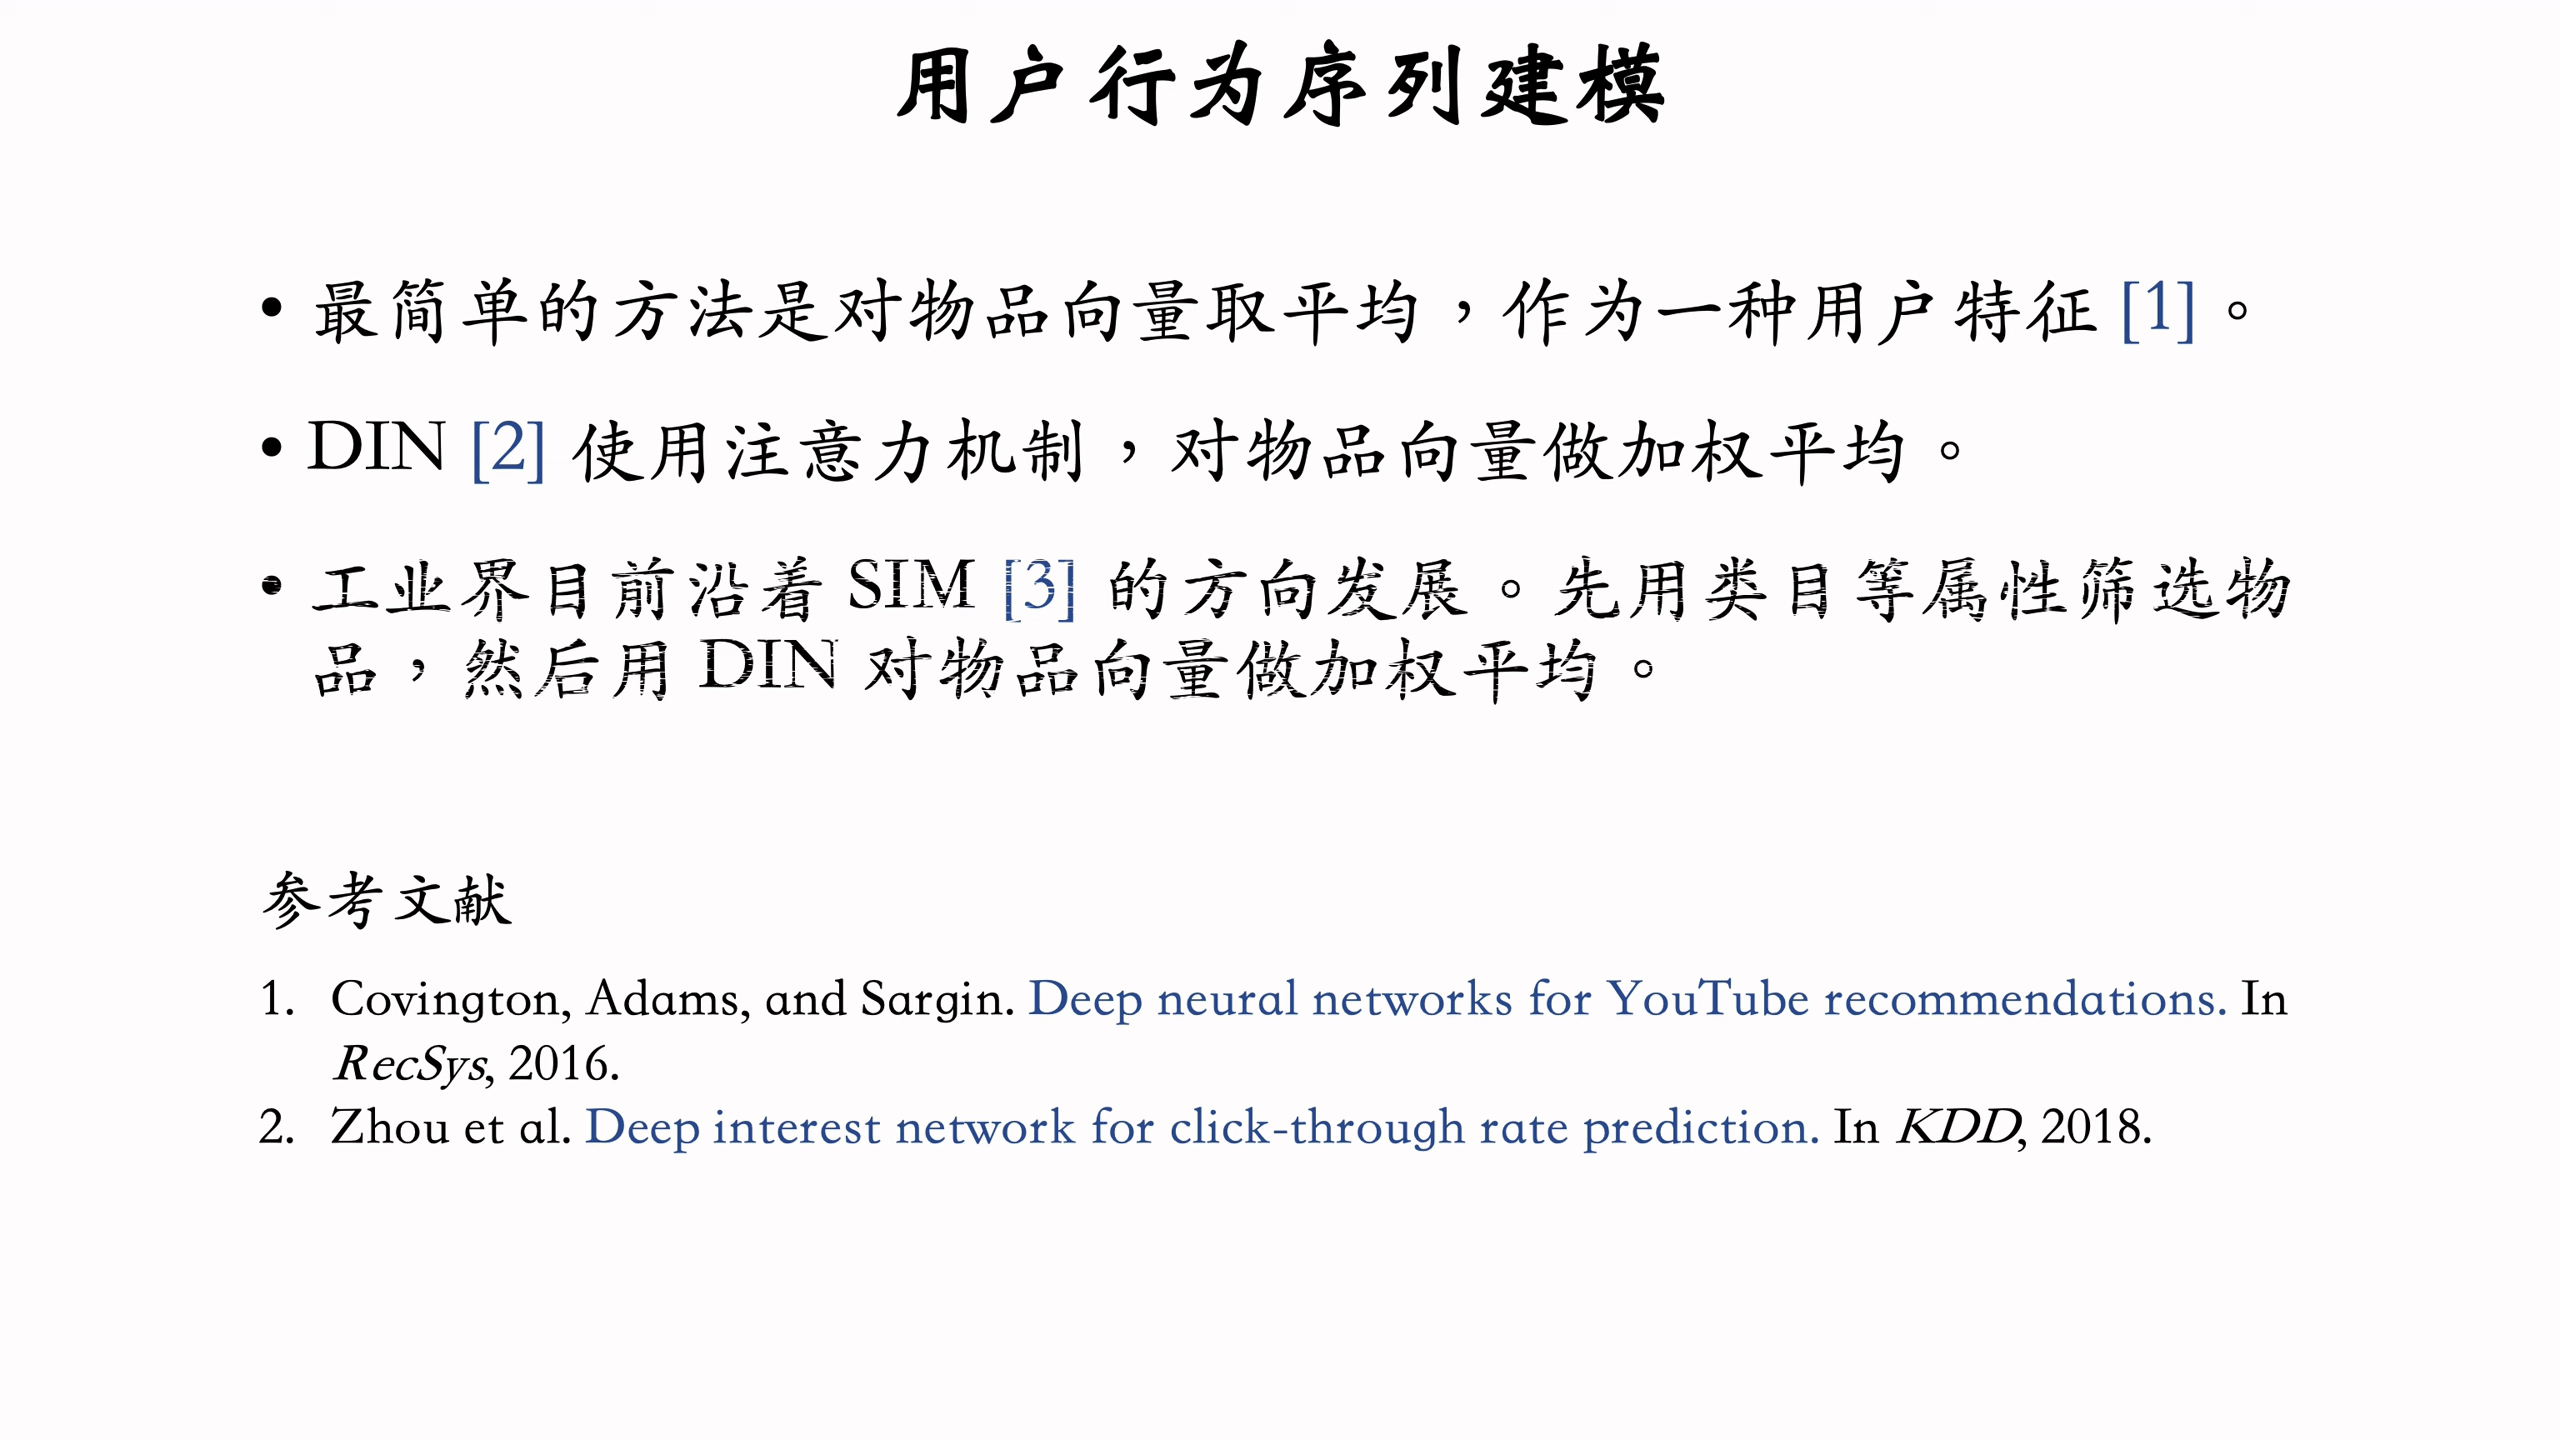 用户行为序列建模
• 最简单的方法是对物品向量取平均，作为一种用户特征 [1]。
• DIN [2] 使用注意力机制，对物品向量做加权平均。
• 工业界目前沿着 SIM [3] 的方向发展。先用类目等属性筛选物
品，然后用 DIN 对物品向量做加权平均。
参考文献
1. Covington, Adams, and Sargin. Deep neural networks for YouTube recommendations. In
RecSys, 2016.
2. Zhou et al. Deep interest network for click-through rate prediction. In KDD, 2018.